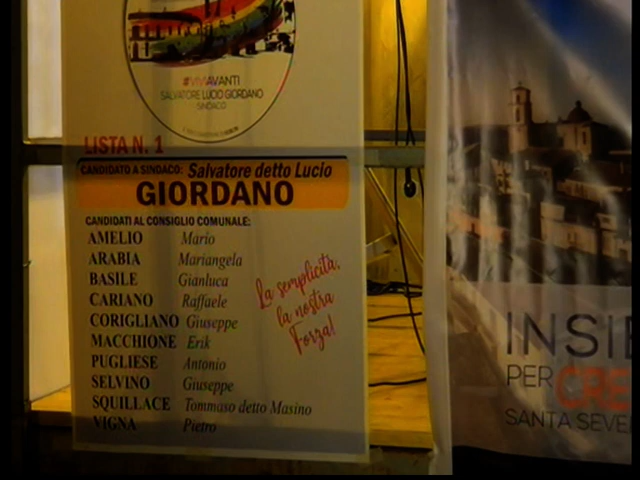 #VIVIAVANTI
SALVATORE LUCIO GIORDANO
SINDACO
LISTA N. 1
CANDIDATO A SINDACO: Salvatore detto Lucio
GIORDANO
CANDIDATI AL CONSIGLIO COMUNALE:
AMELIO Mario
ARABIA Mariangela
BASILE Gianluca
CARIANO Raffaele
CORIGLIANO Giuseppe
MACCHIONE Erik
PUGLIESE Antonio
SELVINO Giuseppe
SQUILLACE Tommaso detto Masino
VIGNA Pietro
La semplicità,
la nostra
Forza!
INSIE
PER CRE
SANTA SEVE